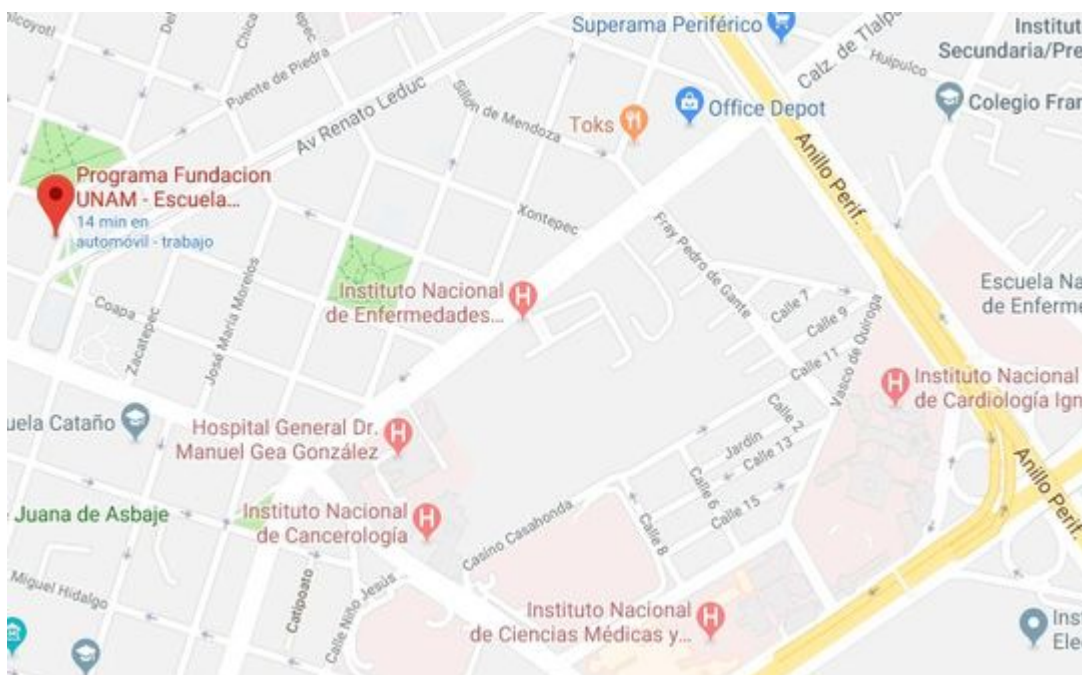 Superama Periférico
Calz. de Tlalpa
Institut
Secundaria/Pre
Huipulco
Chica
Puente de Piedra
Av Renato Leduc
Sillón de Mendoza
Toks
Office Depot
Colegio Fran
Anillo Perif.
Programa Fundacion
UNAM - Escuela...
14 min en
automóvil - trabajo
Xontepec
Fray Pedro de Gante
Instituto Nacional
de Enfermedades...
Escuela Na
de Enferme
Coapa
Zacatepec
José María Morelos
Calle 7
Calle 9
Calle 11
Vasco de Quiroga
Instituto Nacional
de Cardiología Ign
uela Cataño
Hospital General Dr.
Manuel Gea González
Calle 2
Jardín
Calle 13
Calle 6
Calle 15
Anillo Perif.
Juana de Asbaje
Instituto Nacional
de Cancerología
Casino Casahonda
Calle 8
Miguel Hidalgo
Catipoato
Calle Niño Jesús
Instituto Nacional
de Ciencias Médicas y...
Ins
Ele